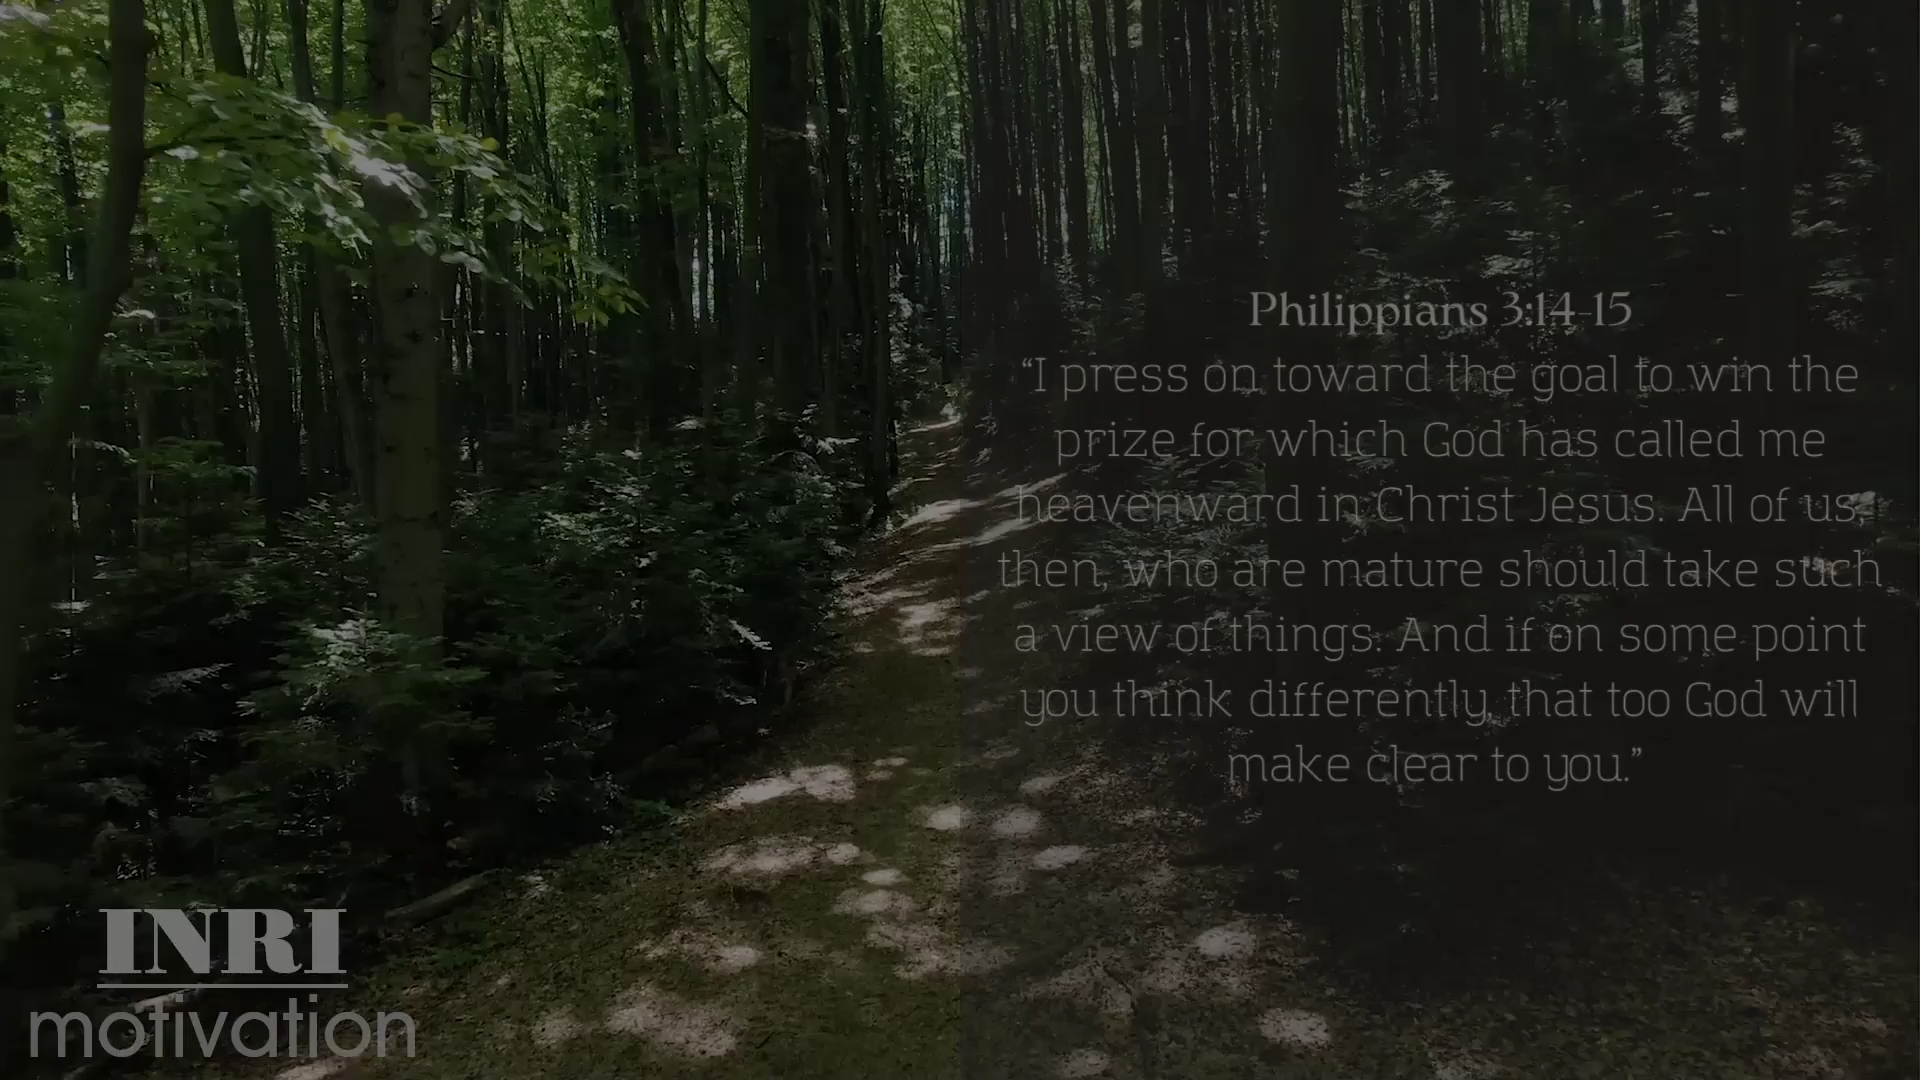 Philippians 3:14-15
“I press on toward the goal to win the
prize for which God has called me
heavenward in Christ Jesus. All of us,
then, who are mature should take such
a view of things. And if on some point
you think differently, that too God will
make clear to you.”
INRI
motivation